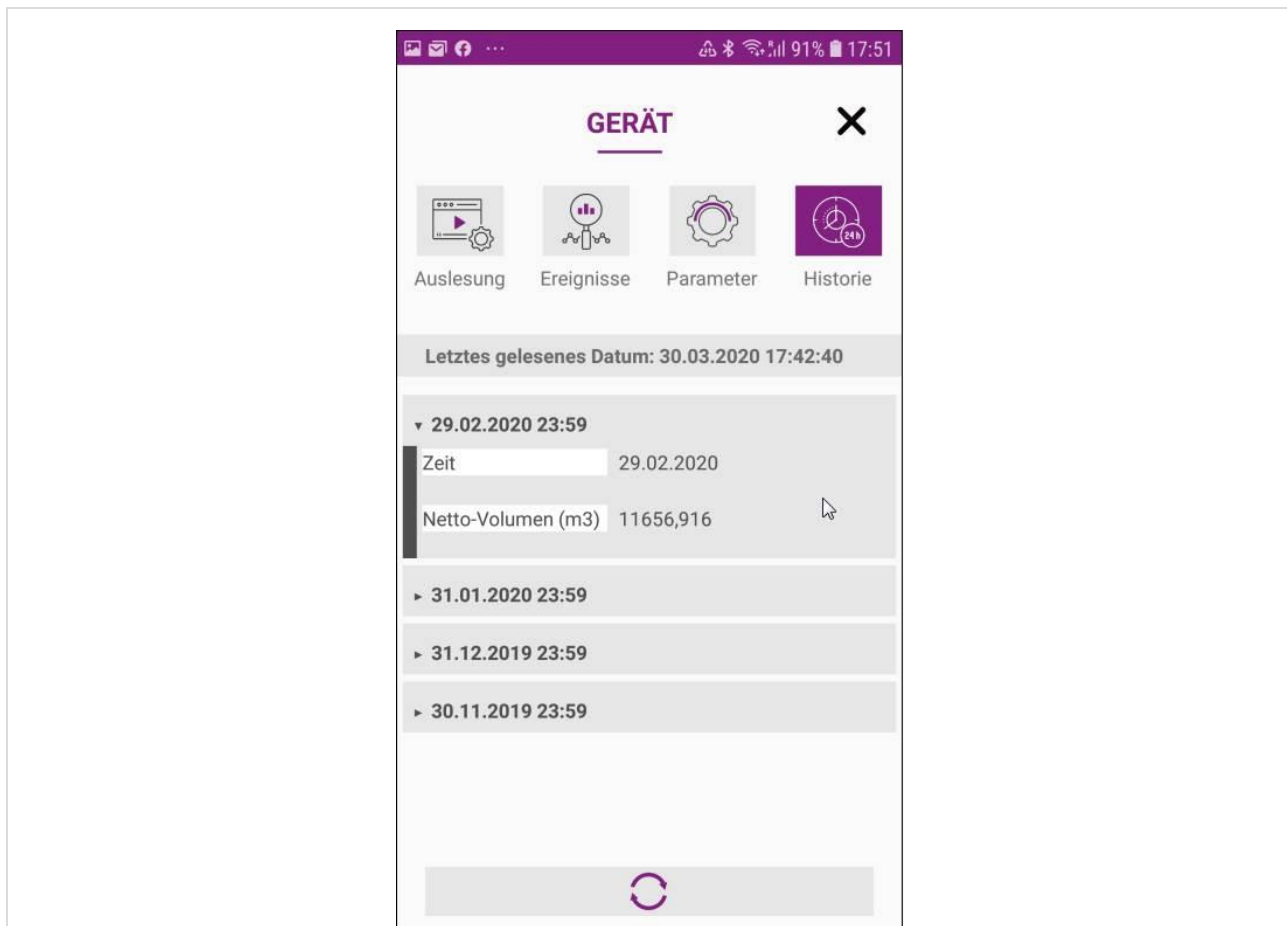 91% 17:51
GERÄT
Auslesung Ereignisse Parameter Historie
24h
Letztes gelesenes Datum: 30.03.2020 17:42:40
29.02.2020 23:59
Zeit 29.02.2020
Netto-Volumen (m3) 11656,916
31.01.2020 23:59
31.12.2019 23:59
30.11.2019 23:59